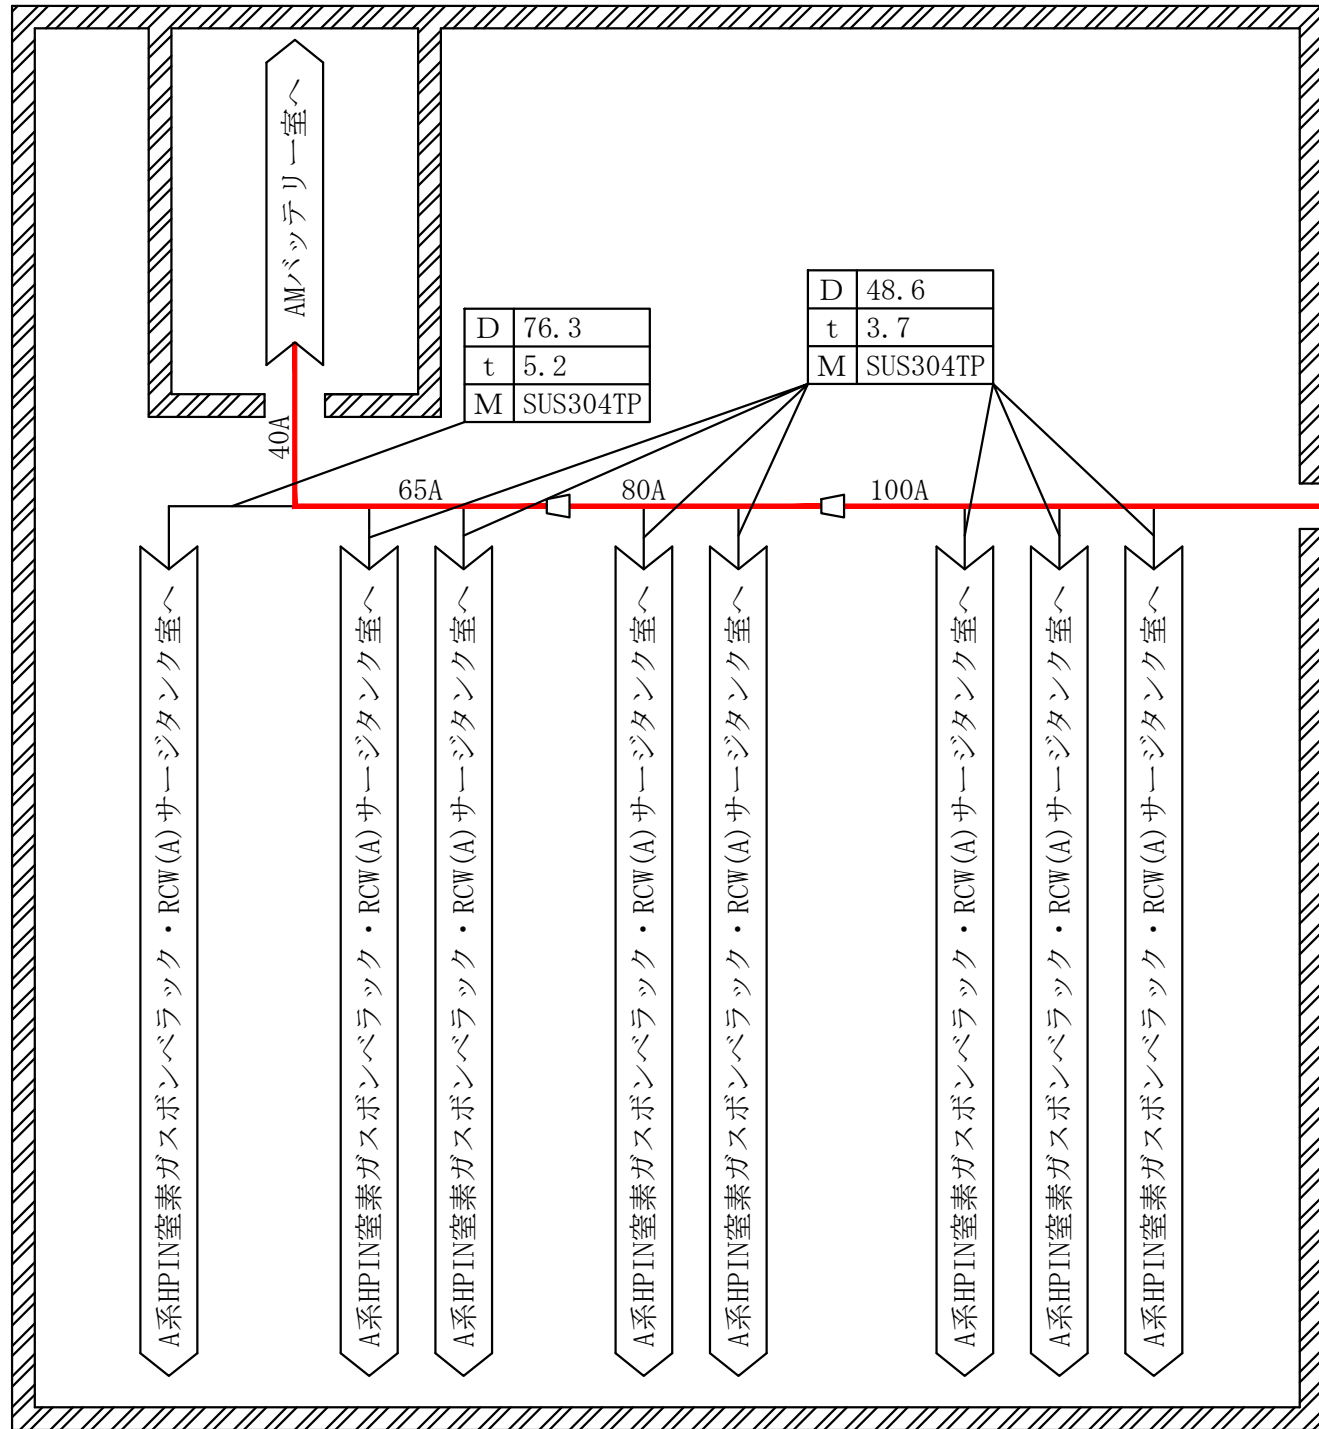 AMバッテリー室へ
D 48.6
t 3.7
M SUS304TP
D 76.3
t 5.2
M SUS304TP
40A
65A
80A
100A
A系HPIN窒素ガスボンベラック・RCW(A)サージタンク室へ
A系HPIN窒素ガスボンベラック・RCW(A)サージタンク室へ
A系HPIN窒素ガスボンベラック・RCW(A)サージタンク室へ
A系HPIN窒素ガスボンベラック・RCW(A)サージタンク室へ
A系HPIN窒素ガスボンベラック・RCW(A)サージタンク室へ
A系HPIN窒素ガスボンベラック・RCW(A)サージタンク室へ
A系HPIN窒素ガスボンベラック・RCW(A)サージタンク室へ
A系HPIN窒素ガスボンベラック・RCW(A)サージタンク室へ